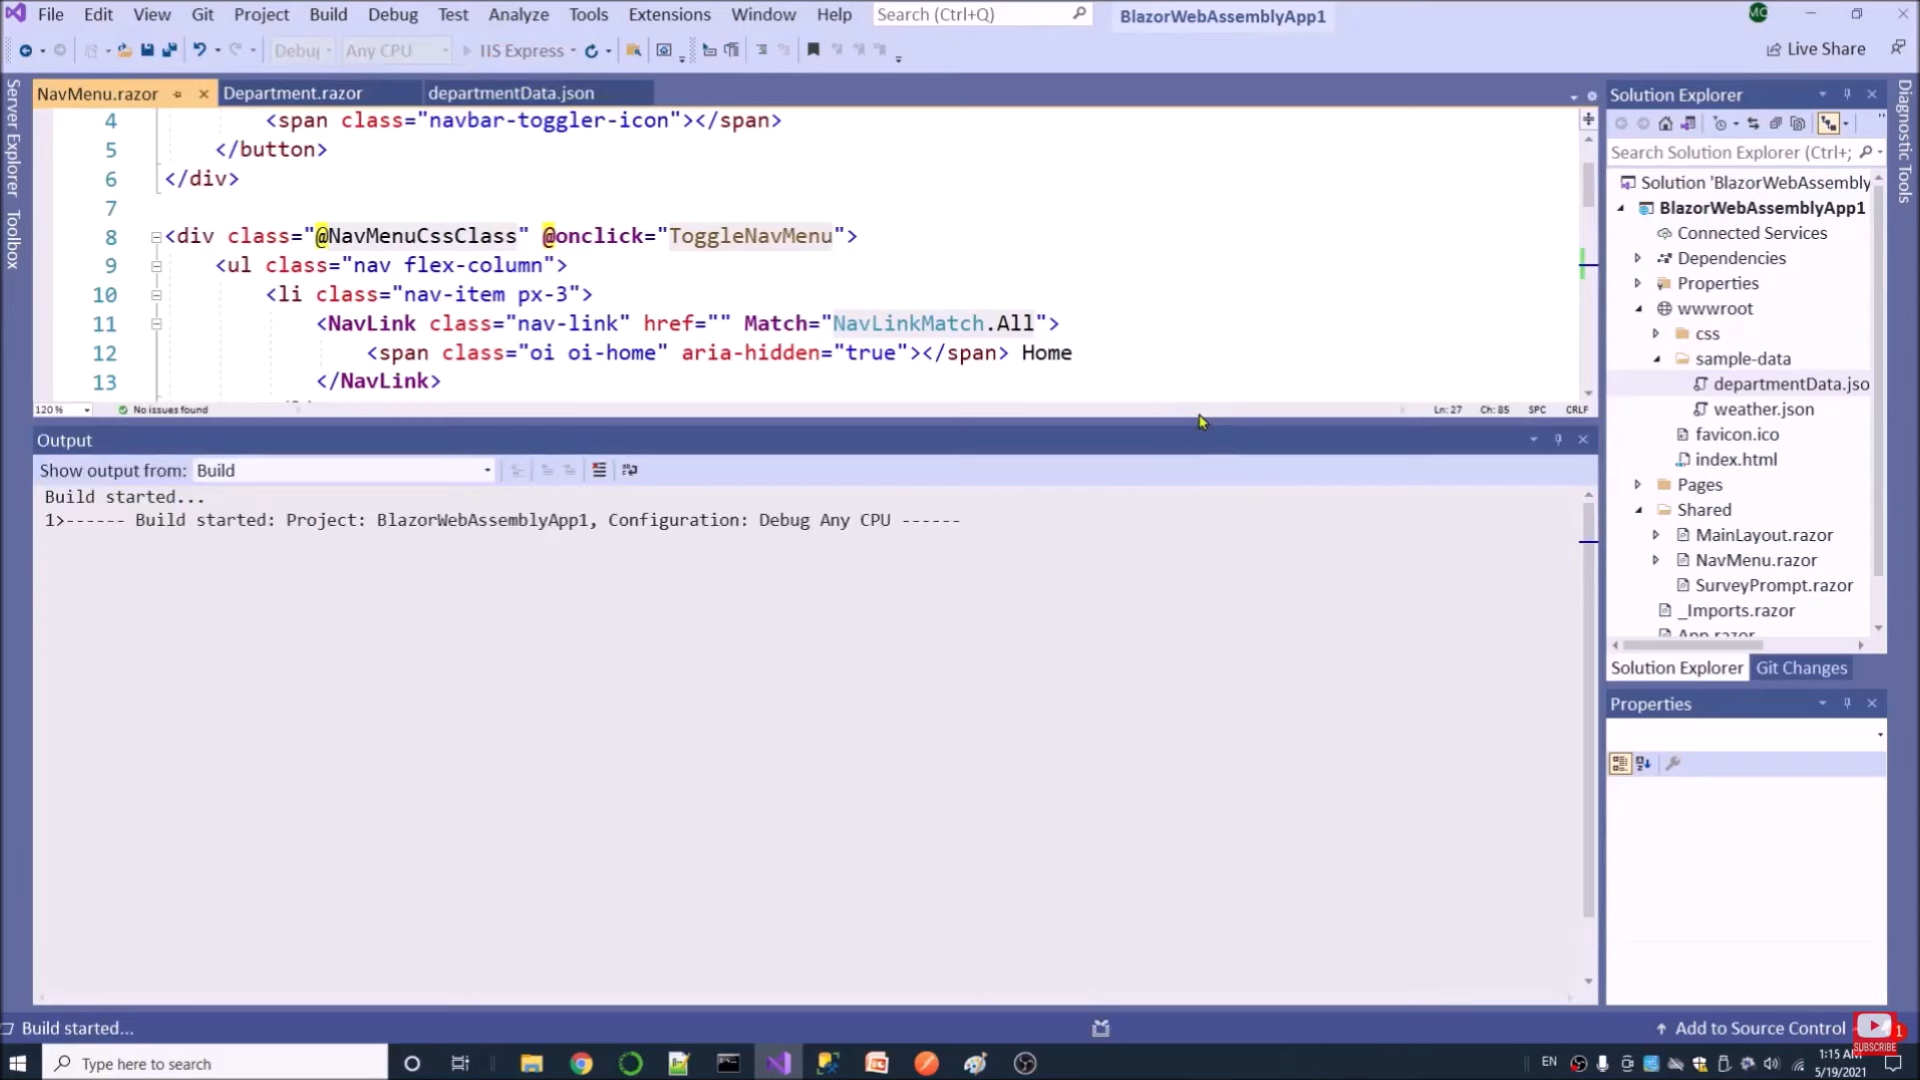 File Edit View Git Project Build Debug Test Analyze Tools Extensions Window Help Search (Ctrl+Q) BlazorWebAssemblyApp1 MC
Debug Any CPU IIS Express Live Share
Server Explorer
Toolbox
NavMenu.razor Department.razor departmentData.json
4 <span class="navbar-toggler-icon"></span>
5 </button>
6 </div>
7
8 <div class="@NavMenuCssClass" @onclick="ToggleNavMenu">
9 <ul class="nav flex-column">
10 <li class="nav-item px-3">
11 <NavLink class="nav-link" href="" Match="NavLinkMatch.All">
12 <span class="oi oi-home" aria-hidden="true"></span> Home
13 </NavLink>
120 % No issues found Ln: 27 Ch: 85 SPC CRLF
Output
Show output from: Build
Build started...
1>------ Build started: Project: BlazorWebAssemblyApp1, Configuration: Debug Any CPU ------
Solution Explorer
Search Solution Explorer (Ctrl+;
Solution 'BlazorWebAssembly
BlazorWebAssemblyApp1
Connected Services
Dependencies
Properties
wwwroot
css
sample-data
departmentData.jso
weather.json
favicon.ico
index.html
Pages
Shared
MainLayout.razor
NavMenu.razor
SurveyPrompt.razor
_Imports.razor
App.razor
Solution Explorer Git Changes
Properties
Diagnostic Tools
Build started... Add to Source Control 1
SUBSCRIBE
Type here to search EN 1:15 AM
5/19/2021